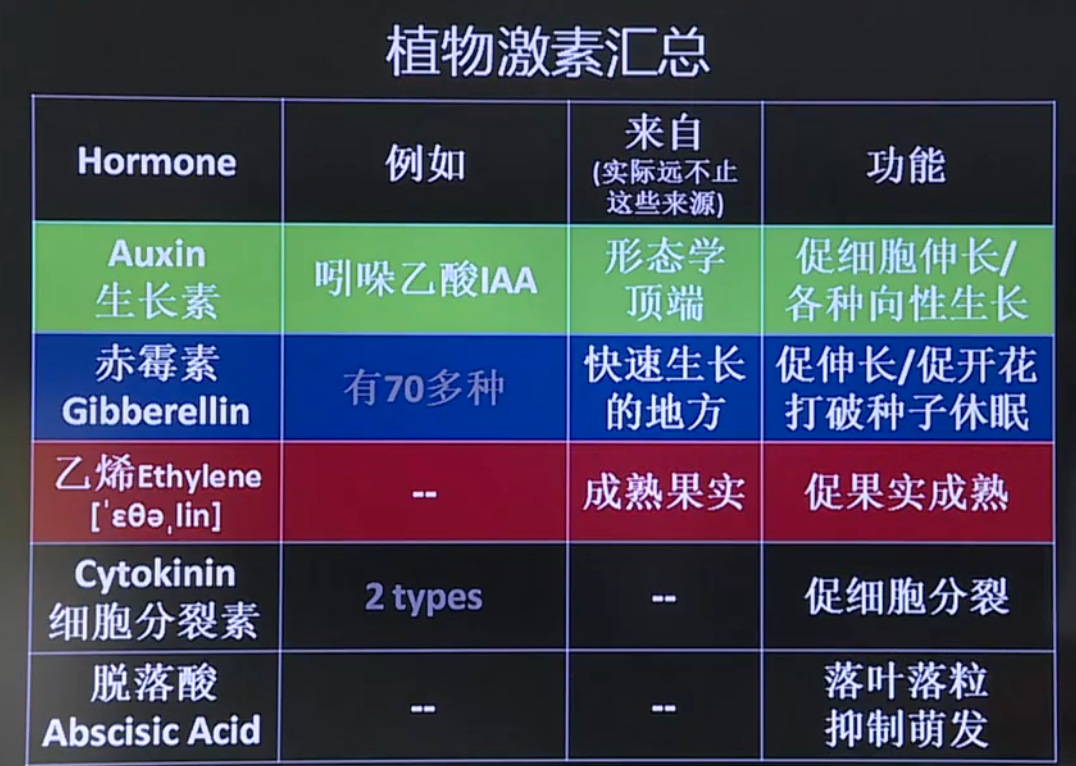 植物激素汇总
Hormone
例如
来自
(实际远不止
这些来源)
功能
Auxin
生长素
吲哚乙酸IAA
形态学
顶端
促细胞伸长/
各种向性生长
赤霉素
Gibberellin
有70多种
快速生长
的地方
促伸长/促开花
打破种子休眠
乙烯Ethylene
[ˈɛθəˌlin]
--
成熟果实
促果实成熟
Cytokinin
细胞分裂素
2 types
--
促细胞分裂
脱落酸
Abscisic Acid
--
--
落叶落粒
抑制萌发